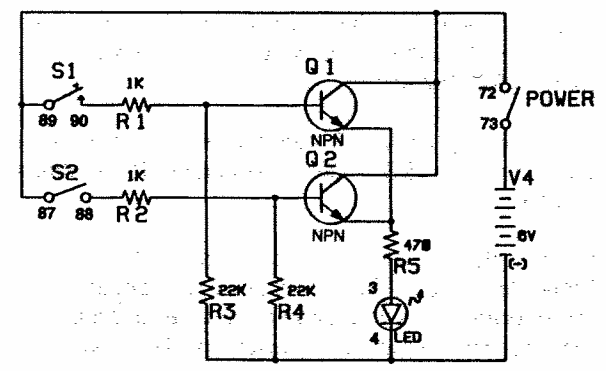 Q1
S1
1K
72
POWER
89 90
R1
73
NPN
Q2
S2
1K
V4
87 88
R2
NPN
6V
470
(-)
R5
22K
22K
3
R3
R4
4
LED